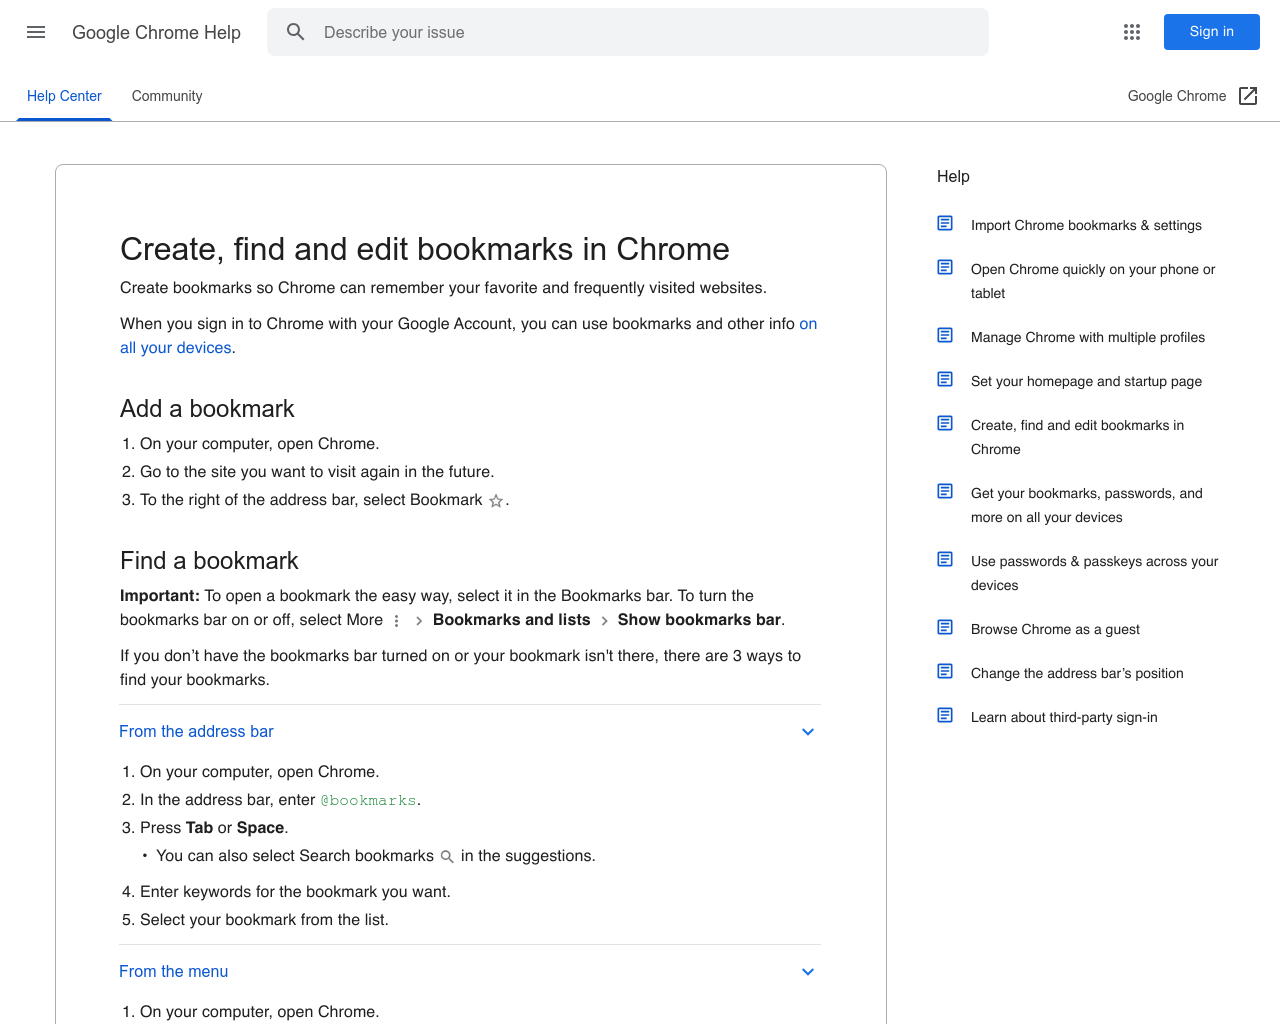 Google Chrome Help
Describe your issue
Sign in
Help Center
Community
Google Chrome
Create, find and edit bookmarks in Chrome
Create bookmarks so Chrome can remember your favorite and frequently visited websites.
When you sign in to Chrome with your Google Account, you can use bookmarks and other info on
all your devices.
Add a bookmark
1. On your computer, open Chrome.
2. Go to the site you want to visit again in the future.
3. To the right of the address bar, select Bookmark ☆.
Find a bookmark
Important: To open a bookmark the easy way, select it in the Bookmarks bar. To turn the
bookmarks bar on or off, select More ⋮ > Bookmarks and lists > Show bookmarks bar.
If you don’t have the bookmarks bar turned on or your bookmark isn't there, there are 3 ways to
find your bookmarks.
From the address bar
1. On your computer, open Chrome.
2. In the address bar, enter @bookmarks.
3. Press Tab or Space.
• You can also select Search bookmarks in the suggestions.
4. Enter keywords for the bookmark you want.
5. Select your bookmark from the list.
From the menu
1. On your computer, open Chrome.
Help
Import Chrome bookmarks & settings
Open Chrome quickly on your phone or
tablet
Manage Chrome with multiple profiles
Set your homepage and startup page
Create, find and edit bookmarks in
Chrome
Get your bookmarks, passwords, and
more on all your devices
Use passwords & passkeys across your
devices
Browse Chrome as a guest
Change the address bar’s position
Learn about third-party sign-in